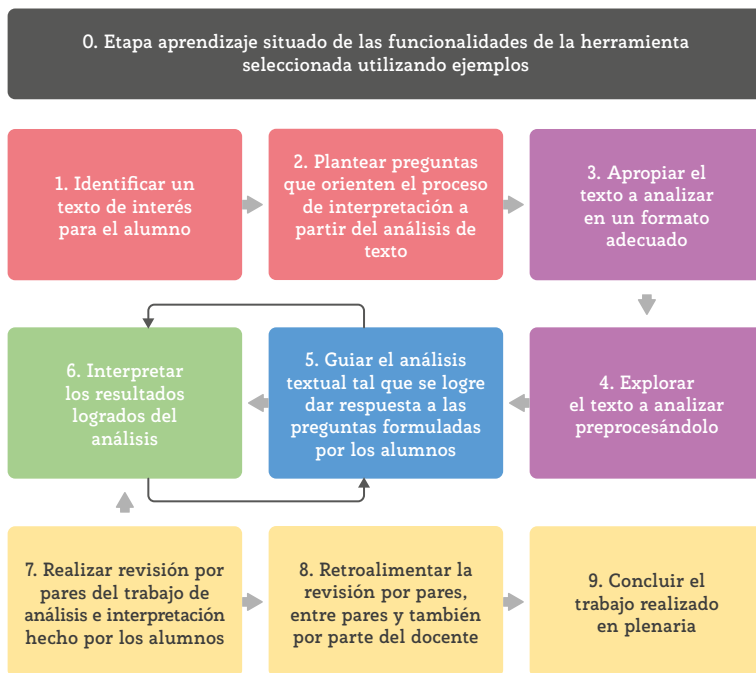 0. Etapa aprendizaje situado de las funcionalidades de la herramienta
seleccionada utilizando ejemplos
1. Identificar un
texto de interés
para el alumno
2. Plantear preguntas
que orienten el proceso
de interpretación a
partir del análisis de
texto
3. Apropiar el
texto a analizar
en un formato
adecuado
6. Interpretar
los resultados
logrados del
análisis
5. Guiar el análisis
textual tal que se logre
dar respuesta a las
preguntas formuladas
por los alumnos
4. Explorar
el texto a analizar
preprocesándolo
7. Realizar revisión por
pares del trabajo de
análisis e interpretación
hecho por los alumnos
8. Retroalimentar la
revisión por pares,
entre pares y también
por parte del docente
9. Concluir el
trabajo realizado
en plenaria